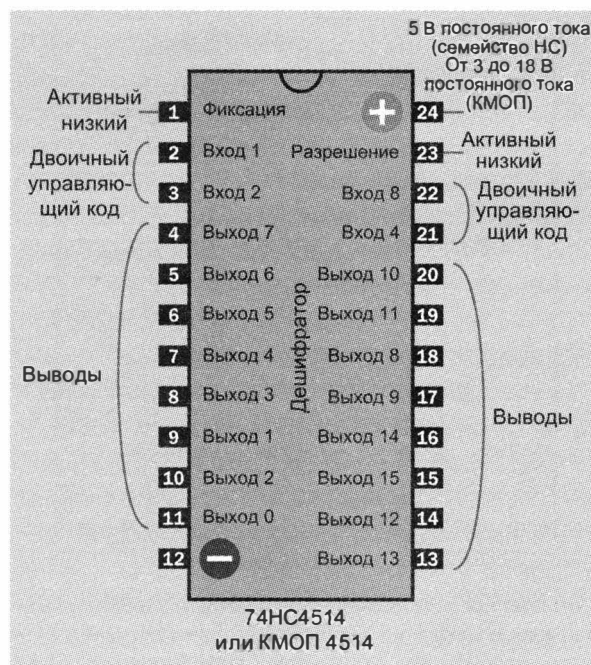 5 В постоянного тока
(семейство НС)
От 3 до 18 В
постоянного тока
(КМОП)
Активный
низкий
1 Фиксация + 24
Активный
низкий
2 Вход 1 Разрешение 23
Двоичный
управляю-
щий код
3 Вход 2 Вход 8 22
Двоичный
управляю-
щий код
4 Выход 7 Вход 4 21
5 Выход 6 Выход 10 20
6 Выход 5 Выход 11 19
7 Выход 4 Выход 8 18
8 Выход 3 Выход 9 17
9 Выход 1 Выход 14 16
10 Выход 2 Выход 15 15
11 Выход 0 Выход 12 14
12 − Выход 13 13
Дешифратор
Выводы
Выводы
74НС4514
или КМОП 4514